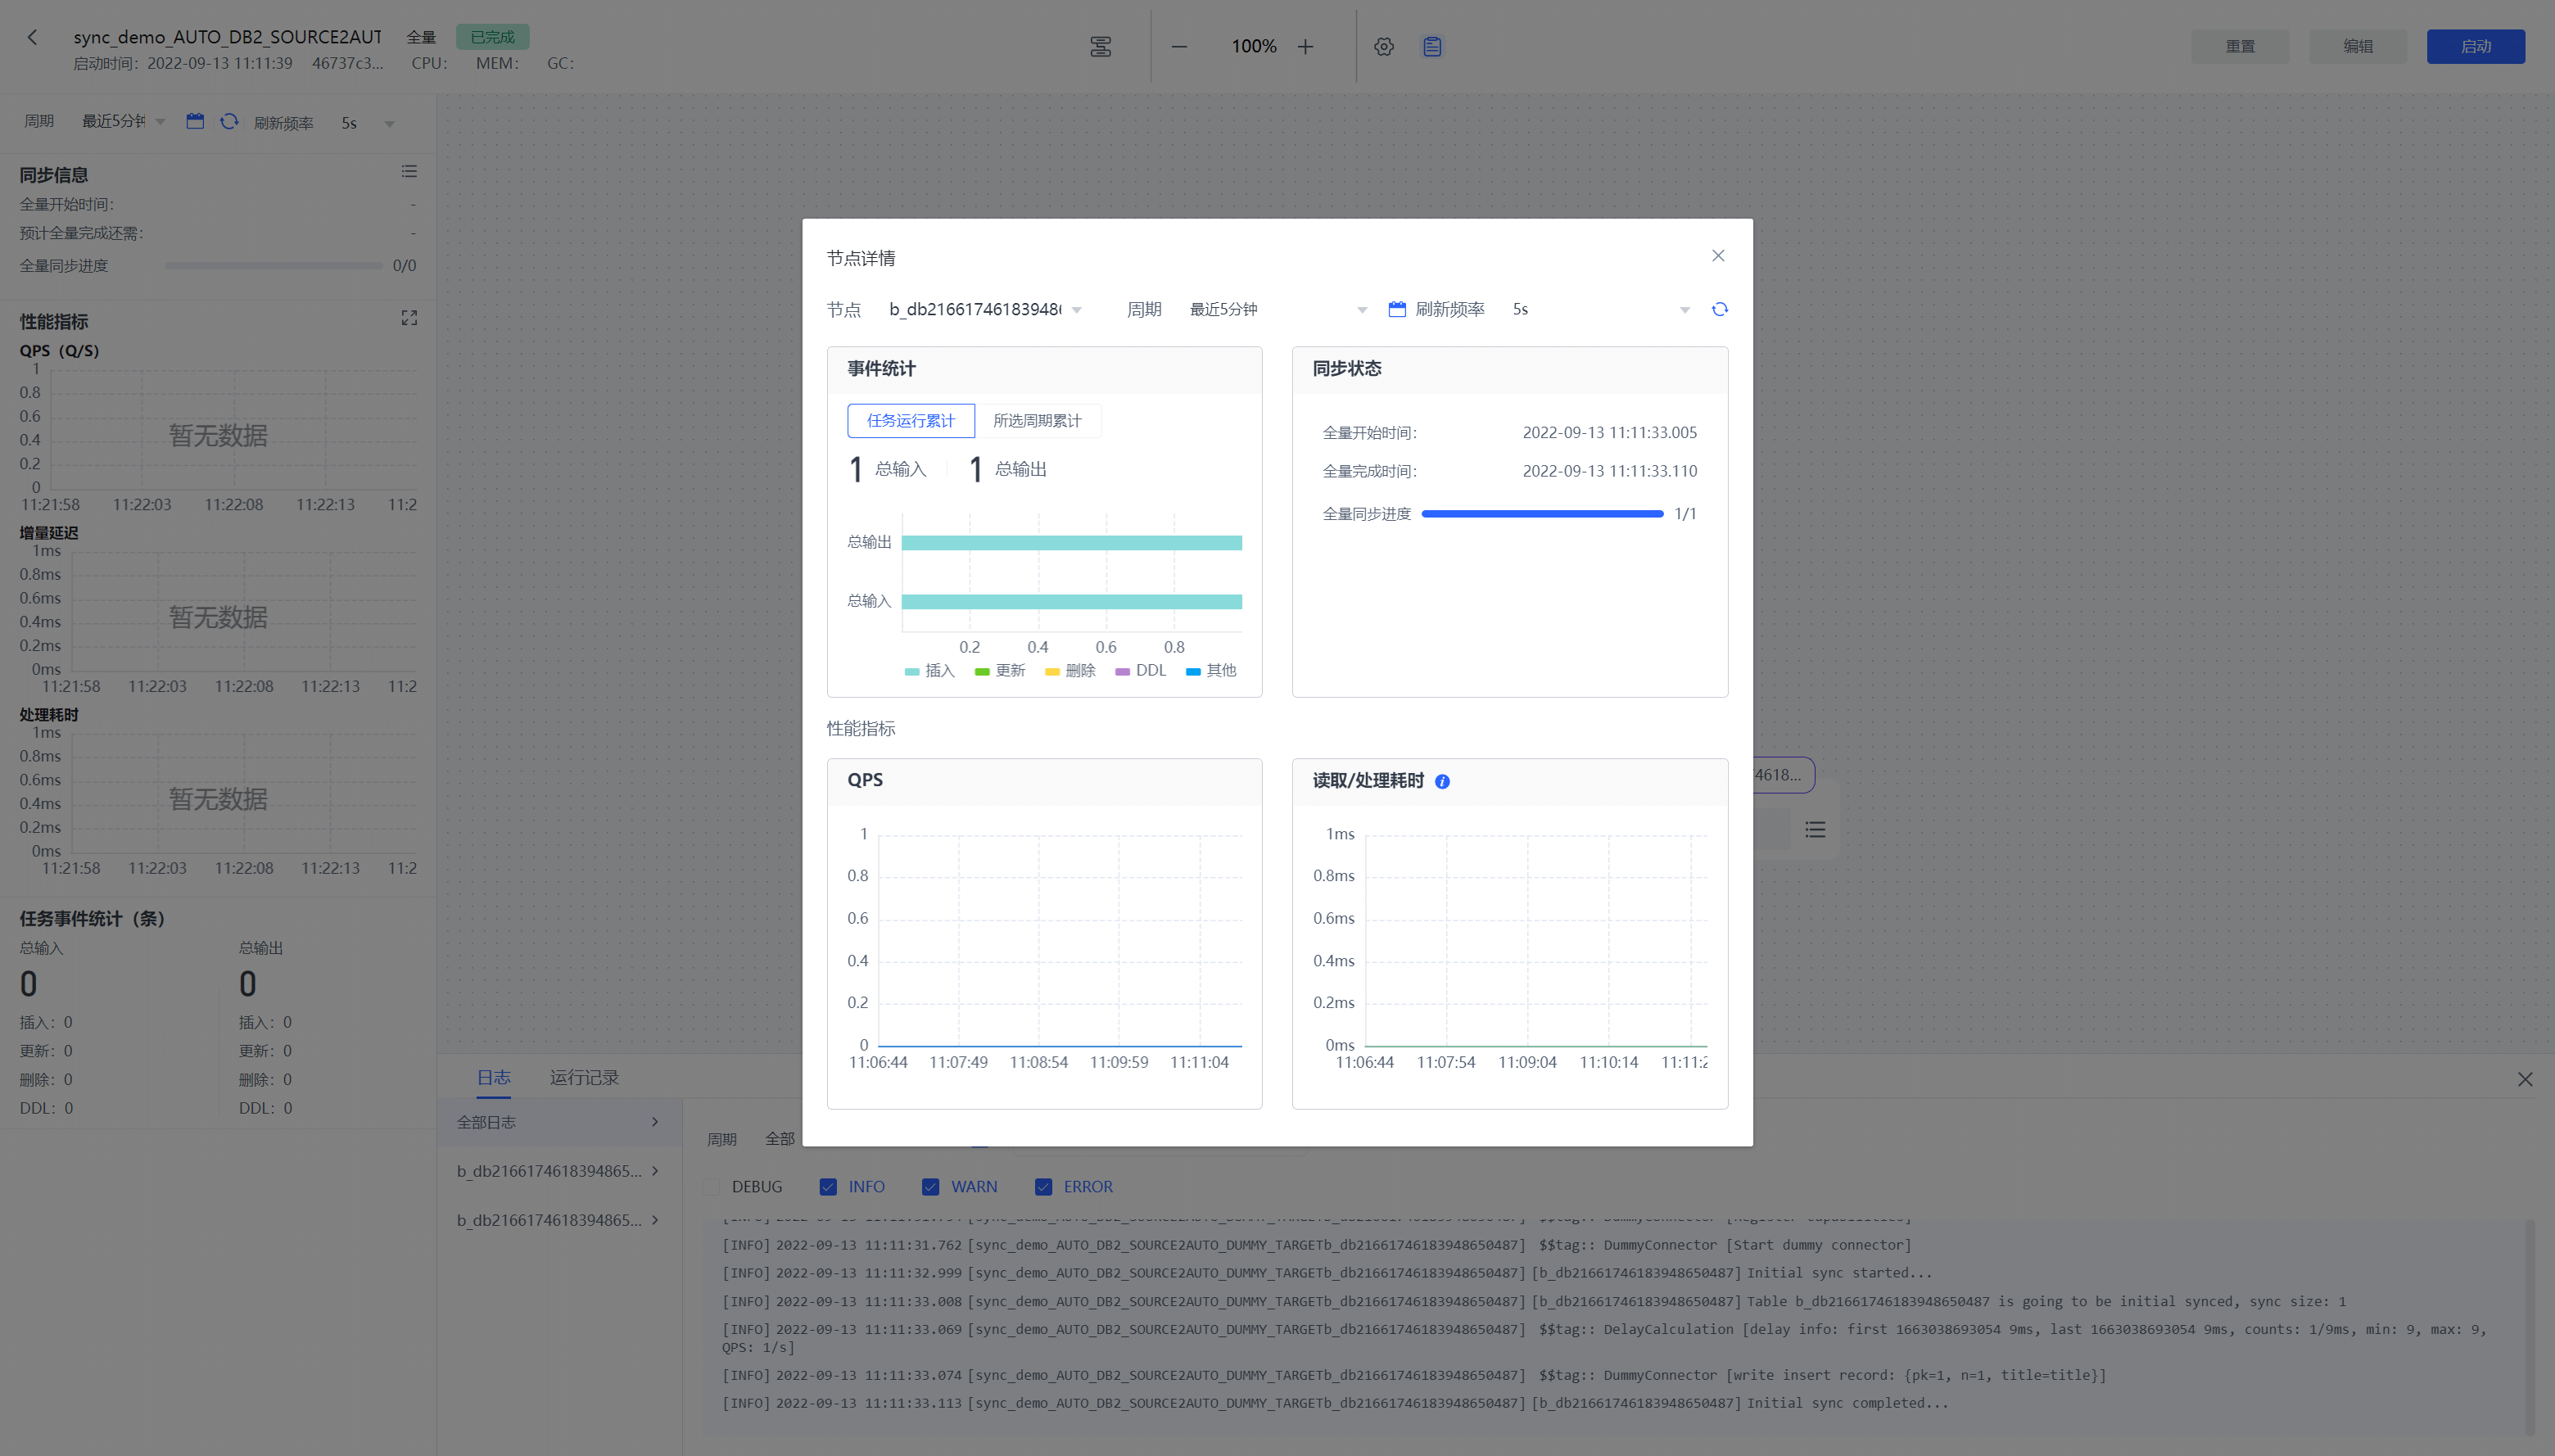 sync_demo_AUTO_DB2_SOURCE2AUT 全量 已完成
启动时间：2022-09-13 11:11:39 46737c3... CPU： MEM： GC：
100%
重置 编辑 启动
周期 最近5分钟 刷新频率 5s
同步信息
全量开始时间： -
预计全量完成还需： -
全量同步进度 0/0
性能指标
QPS（Q/S）
1
0.8
0.6
0.4
0.2
0
暂无数据
11:21:58 11:22:03 11:22:08 11:22:13 11:2
增量延迟
1ms
0.8ms
0.6ms
0.4ms
0.2ms
0ms
暂无数据
11:21:58 11:22:03 11:22:08 11:22:13 11:2
处理耗时
1ms
0.8ms
0.6ms
0.4ms
0.2ms
0ms
暂无数据
11:21:58 11:22:03 11:22:08 11:22:13 11:2
任务事件统计（条）
总输入 总输出
0 0
插入：0 插入：0
更新：0 更新：0
删除：0 删除：0
DDL：0 DDL：0
节点详情
节点 b_db21661746183948( 周期 最近5分钟 刷新频率 5s
事件统计
任务运行累计 所选周期累计
1 总输入 1 总输出
总输出
总输入
0.2 0.4 0.6 0.8
插入 更新 删除 DDL 其他
同步状态
全量开始时间： 2022-09-13 11:11:33.005
全量完成时间： 2022-09-13 11:11:33.110
全量同步进度 1/1
性能指标
QPS
1
0.8
0.6
0.4
0.2
0
11:06:44 11:07:49 11:08:54 11:09:59 11:11:04
读取/处理耗时
1ms
0.8ms
0.6ms
0.4ms
0.2ms
0ms
11:06:44 11:07:54 11:09:04 11:10:14 11:11:2
4618...
日志 运行记录
全部日志
b_db2166174618394865...
b_db2166174618394865...
周期 全部
DEBUG INFO WARN ERROR
[INFO] 2022-09-13 11:11:31.762 [sync_demo_AUTO_DB2_SOURCE2AUTO_DUMMY_TARGETb_db21661746183948650487] $$tag:: DummyConnector [Start dummy connector]
[INFO] 2022-09-13 11:11:32.999 [sync_demo_AUTO_DB2_SOURCE2AUTO_DUMMY_TARGETb_db21661746183948650487] [b_db21661746183948650487] Initial sync started...
[INFO] 2022-09-13 11:11:33.008 [sync_demo_AUTO_DB2_SOURCE2AUTO_DUMMY_TARGETb_db21661746183948650487] [b_db21661746183948650487] Table b_db21661746183948650487 is going to be initial synced, sync size: 1
[INFO] 2022-09-13 11:11:33.069 [sync_demo_AUTO_DB2_SOURCE2AUTO_DUMMY_TARGETb_db21661746183948650487] $$tag:: DelayCalculation [delay info: first 1663038693054 9ms, last 1663038693054 9ms, counts: 1/9ms, min: 9, max: 9,
QPS: 1/s]
[INFO] 2022-09-13 11:11:33.074 [sync_demo_AUTO_DB2_SOURCE2AUTO_DUMMY_TARGETb_db21661746183948650487] $$tag:: DummyConnector [write insert record: {pk=1, n=1, title=title}]
[INFO] 2022-09-13 11:11:33.113 [sync_demo_AUTO_DB2_SOURCE2AUTO_DUMMY_TARGETb_db21661746183948650487] [b_db21661746183948650487] Initial sync completed...